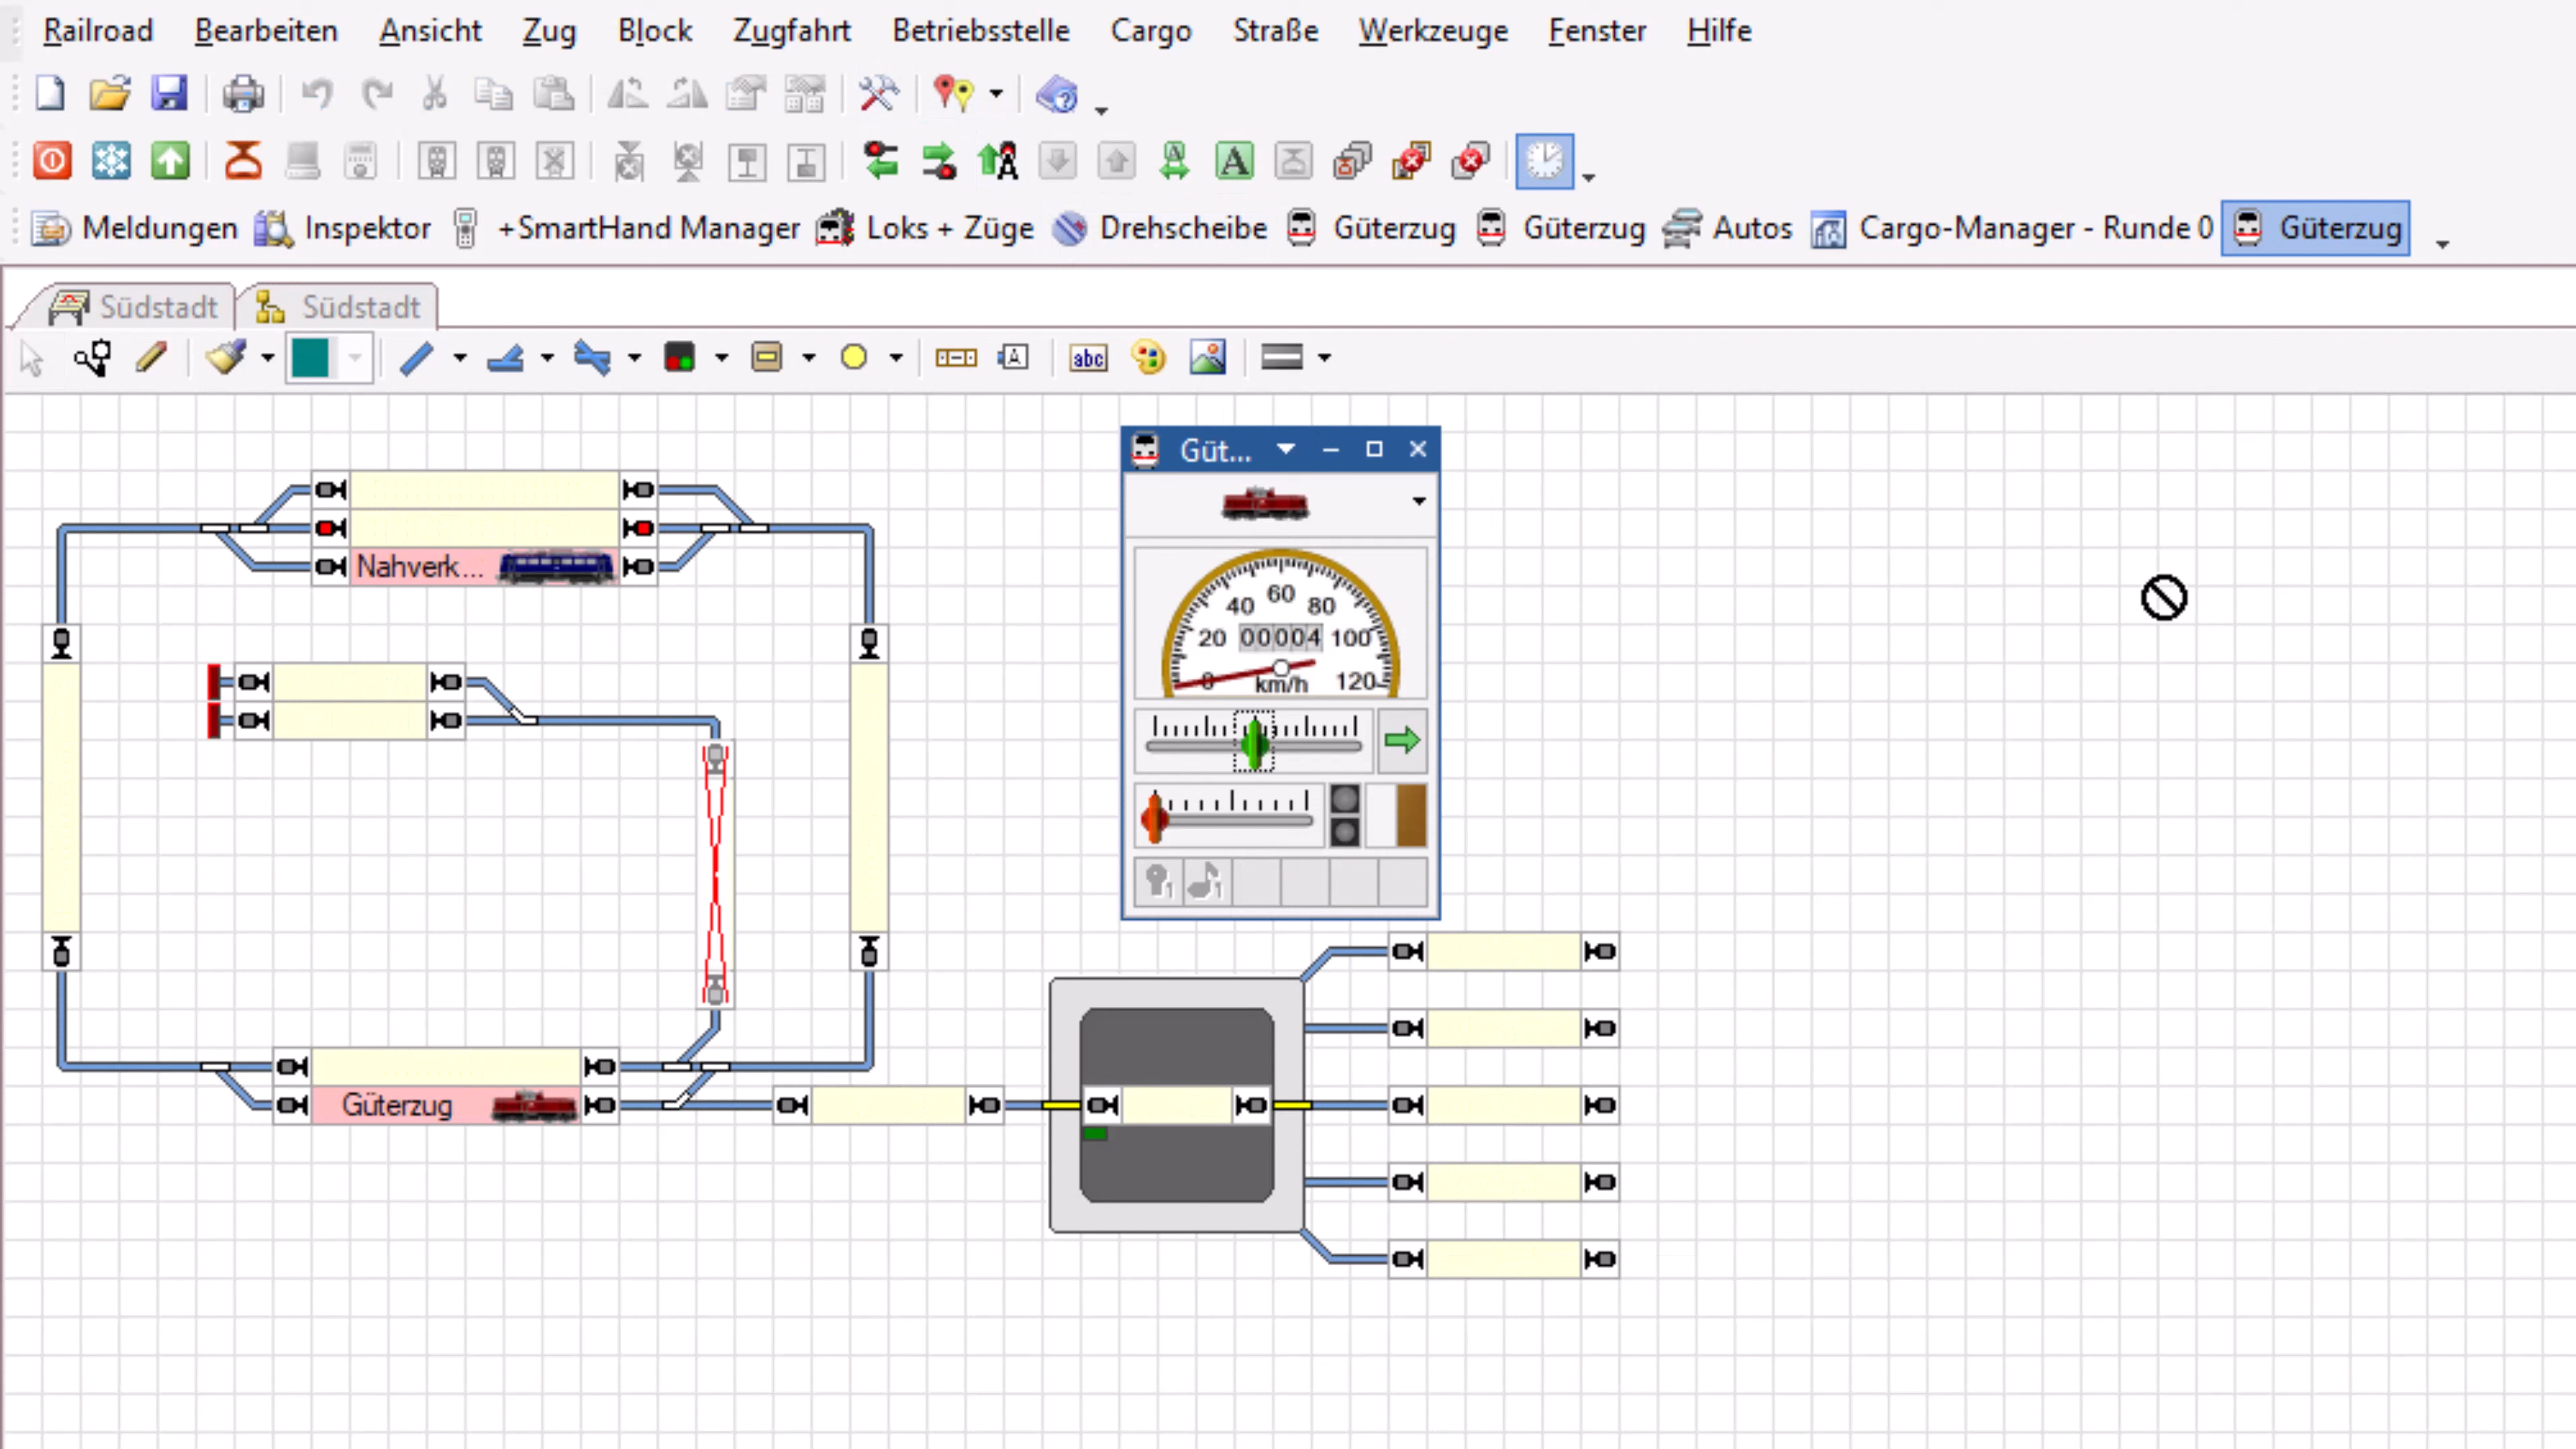 Railroad Bearbeiten Ansicht Zug Block Zugfahrt Betriebsstelle Cargo Straße Werkzeuge Fenster Hilfe
Meldungen Inspektor +SmartHand Manager Loks + Züge Drehscheibe Güterzug Güterzug Autos Cargo-Manager - Runde 0 Güterzug
Südstadt Südstadt
A abc
Güt...
Nahverk...
60
40 80
20 00004 100
0 km/h 120
1 1
Güterzug